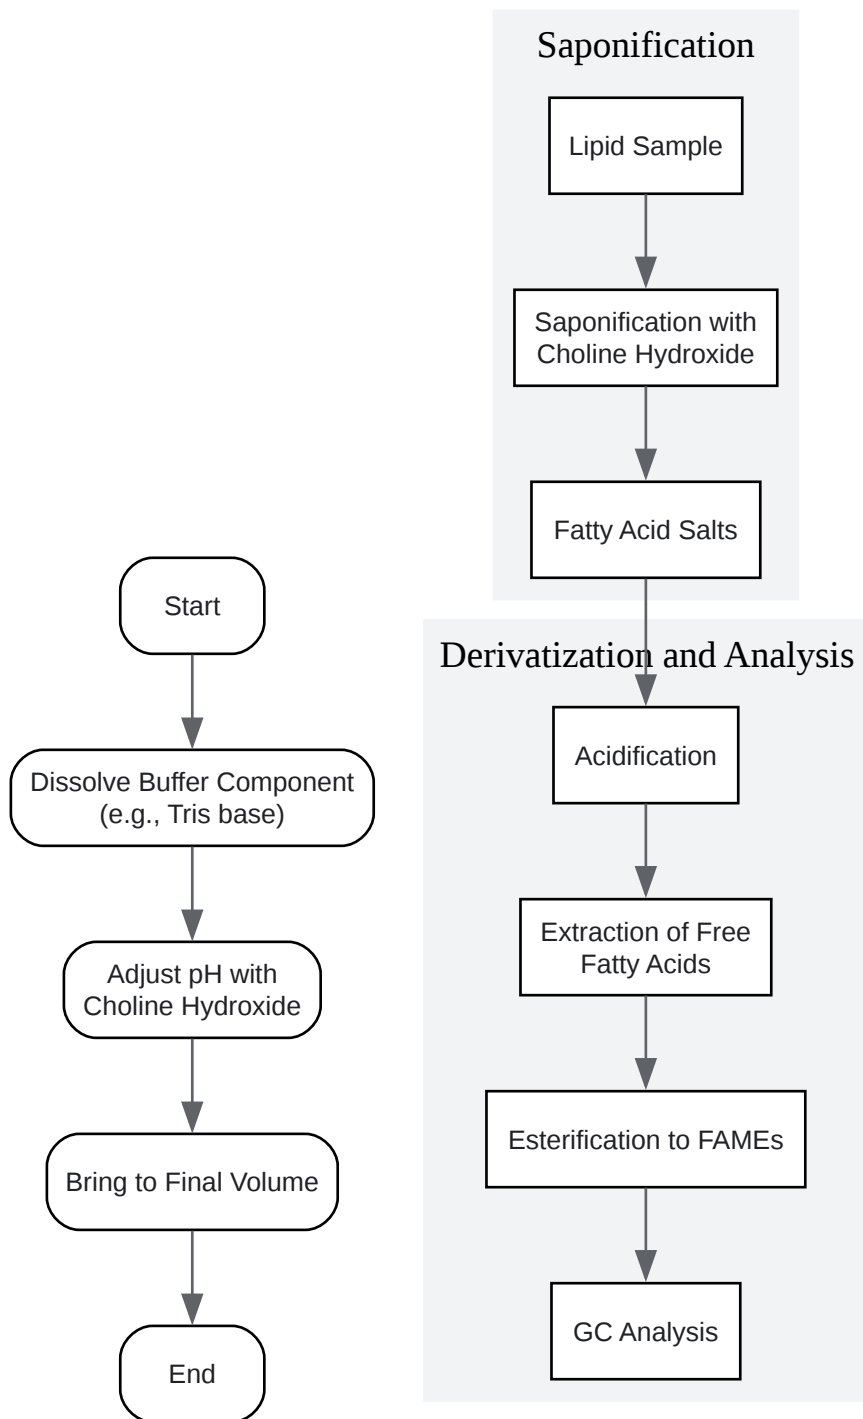 Saponification
Lipid Sample
Saponification with
Choline Hydroxide
Fatty Acid Salts
Start
Dissolve Buffer Component
(e.g., Tris base)
Adjust pH with
Choline Hydroxide
Bring to Final Volume
End
Derivatization and Analysis
Acidification
Extraction of Free
Fatty Acids
Esterification to FAMEs
GC Analysis